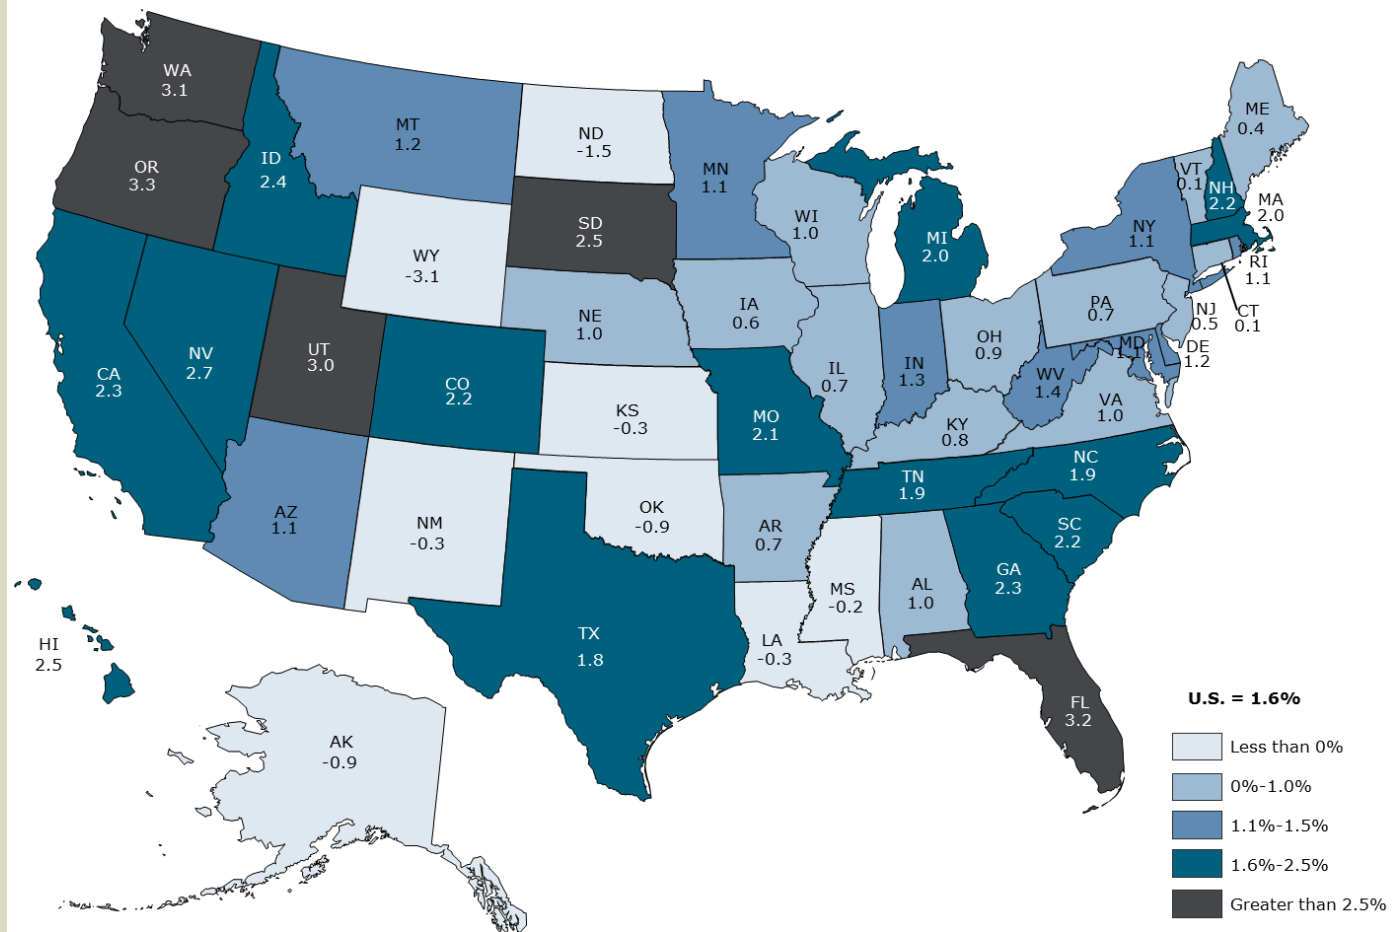 WA
3.1
OR
3.3
ID
2.4
MT
1.2
ND
-1.5
MN
1.1
SD
2.5
WY
-3.1
WI
1.0
MI
2.0
ME
0.4
VT
0.1
NH
2.2
MA
2.0
NY
1.1
RI
1.1
CT
0.1
NJ
0.5
PA
0.7
DE
1.2
MD
1.1
NE
1.0
IA
0.6
IL
0.7
IN
1.3
OH
0.9
WV
1.4
VA
1.0
KY
0.8
CA
2.3
NV
2.7
UT
3.0
CO
2.2
KS
-0.3
MO
2.1
TN
1.9
NC
1.9
SC
2.2
GA
2.3
AZ
1.1
NM
-0.3
OK
-0.9
AR
0.7
MS
-0.2
AL
1.0
LA
-0.3
TX
1.8
FL
3.2
HI
2.5
AK
-0.9
U.S. = 1.6%
Less than 0%
0%-1.0%
1.1%-1.5%
1.6%-2.5%
Greater than 2.5%